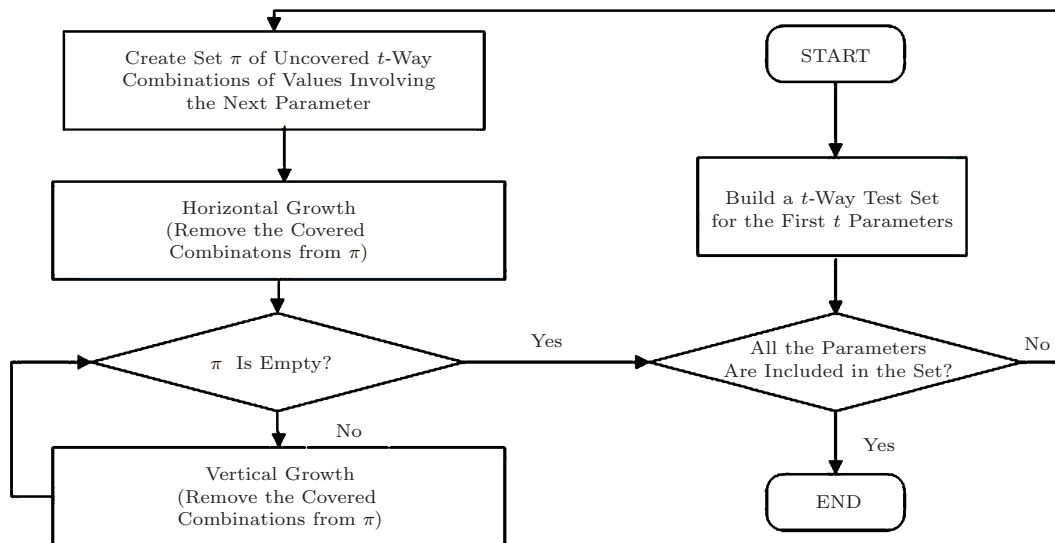 Create Set π of Uncovered t-Way
Combinations of Values Involving
the Next Parameter
START
Horizontal Growth
(Remove the Covered
Combinatons from π)
Build a t-Way Test Set
for the First t Parameters
π Is Empty?
Yes
All the Parameters
Are Included in the Set?
No
No
Yes
Vertical Growth
(Remove the Covered
Combinations from π)
END